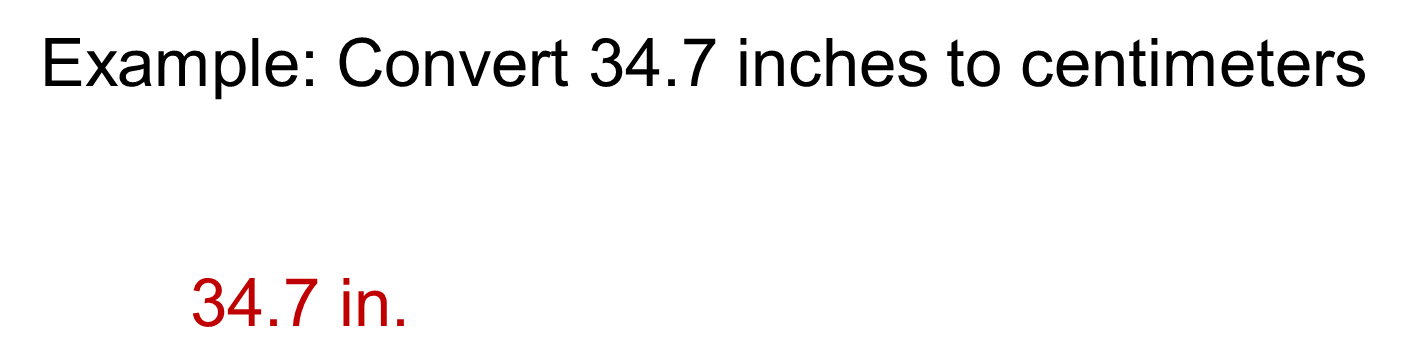 Example: Convert 34.7 inches to centimeters
34.7 in.